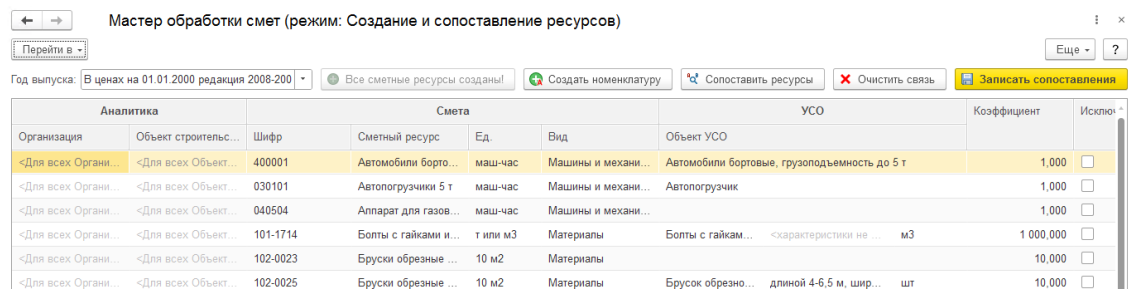 Мастер обработки смет (режим: Создание и сопоставление ресурсов)
Перейти в
Еще
?
Год выпуска: В ценах на 01.01.2000 редакция 2008-200
Все сметные ресурсы созданы!
Создать номенклатуру
Сопоставить ресурсы
Очистить связь
Записать сопоставления
Аналитика Смета УСО Коэффициент Исключ
Организация Объект строительс... Шифр Сметный ресурс Ед. Вид Объект УСО
<Для всех Органи... <Для всех Объект... 400001 Автомобили борто... маш-час Машины и механи... Автомобили бортовые, грузоподъемность до 5 т 1,000
<Для всех Органи... <Для всех Объект... 030101 Автопогрузчики 5 т маш-час Машины и механи... Автопогрузчик 1,000
<Для всех Органи... <Для всех Объект... 040504 Аппарат для газов... маш-час Машины и механи... 1,000
<Для всех Органи... <Для всех Объект... 101-1714 Болты с гайками и... т или м3 Материалы Болты с гайкам... <характеристики не ... м3 1 000,000
<Для всех Органи... <Для всех Объект... 102-0023 Бруски обрезные ... 10 м2 Материалы 10,000
<Для всех Органи... <Для всех Объект... 102-0025 Бруски обрезные ... 10 м2 Материалы Брусок обрезно... длиной 4-6,5 м, шир... шт 10,000